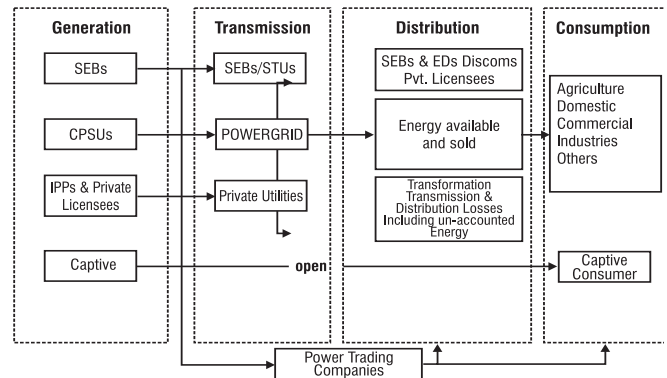 Generation
Transmission
Distribution
Consumption
SEBs
SEBs/STUs
SEBs & EDs Discoms
Pvt. Licensees
Agriculture
Domestic
Commercial
Industries
Others
CPSUs
POWERGRID
Energy available
and sold
IPPs & Private
Licensees
Private Utilities
Transformation
Transmission &
Distribution Losses
Including un-accounted
Energy
Captive
open
Captive
Consumer
Power Trading
Companies